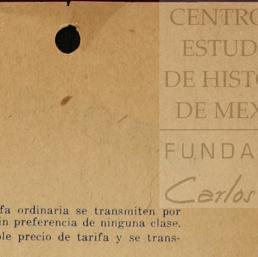 CENTRO
ESTUD
DE HISTO
DE MEX
FUNDA
Carlos
fa ordinaria se transmiten por
in preferencia de ninguna clase.
ble precio de tarifa y se trans-